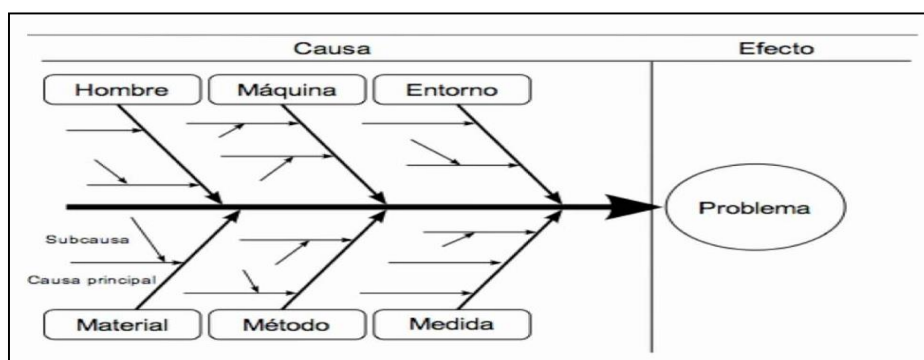 Causa
Efecto
Hombre
Máquina
Entorno
Problema
Subcausa
Causa principal
Material
Método
Medida